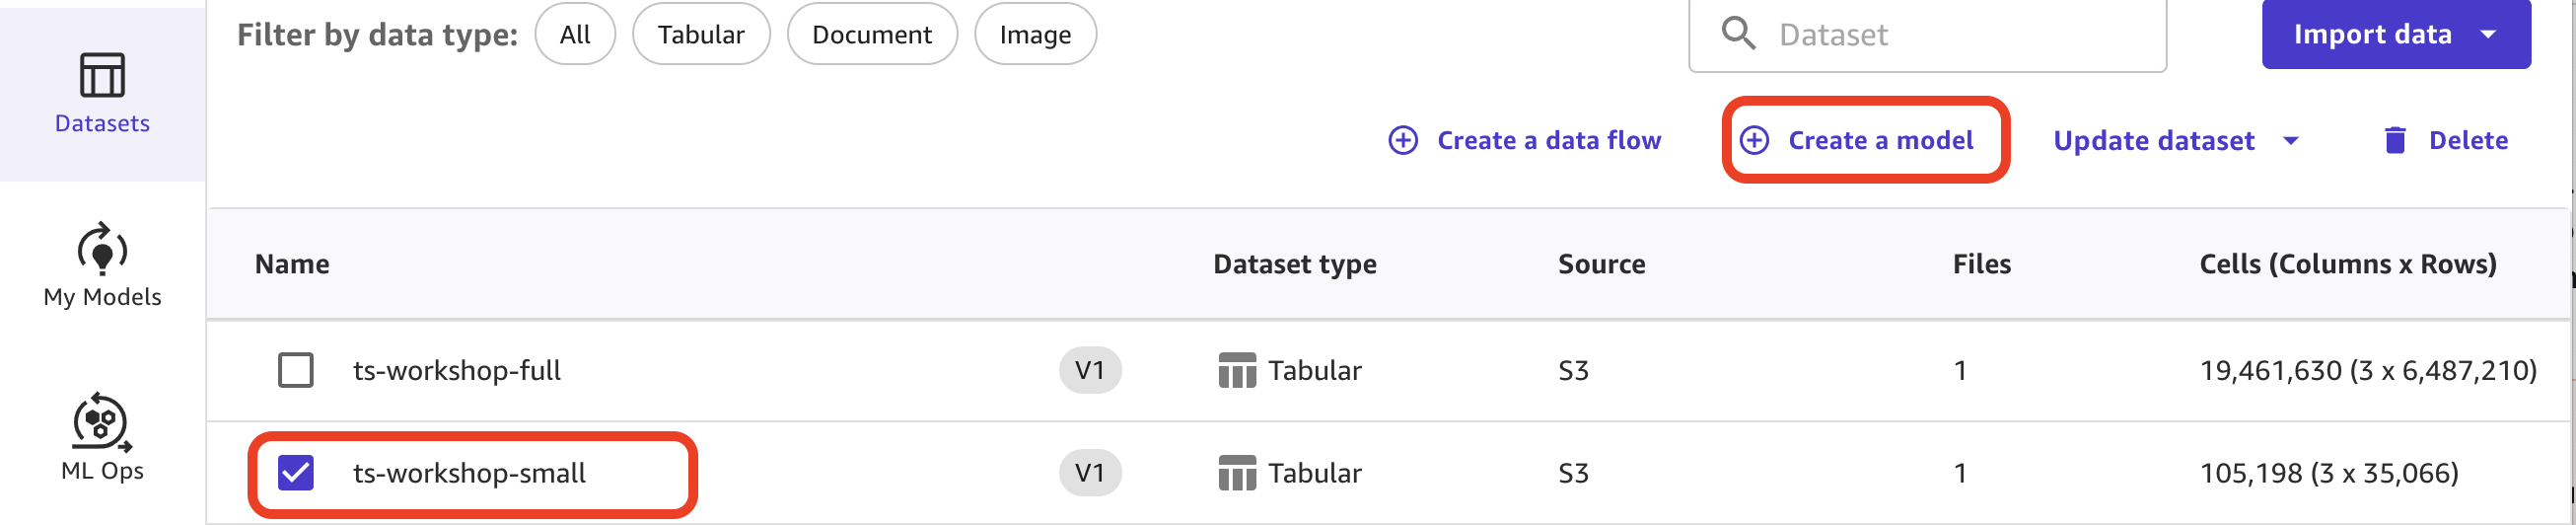 Filter by data type: All Tabular Document Image Dataset Import data
Datasets
Create a data flow Create a model Update dataset Delete
Name Dataset type Source Files Cells (Columns x Rows)
My Models
ts-workshop-full V1 Tabular S3 1 19,461,630 (3 x 6,487,210)
ML Ops
ts-workshop-small V1 Tabular S3 1 105,198 (3 x 35,066)